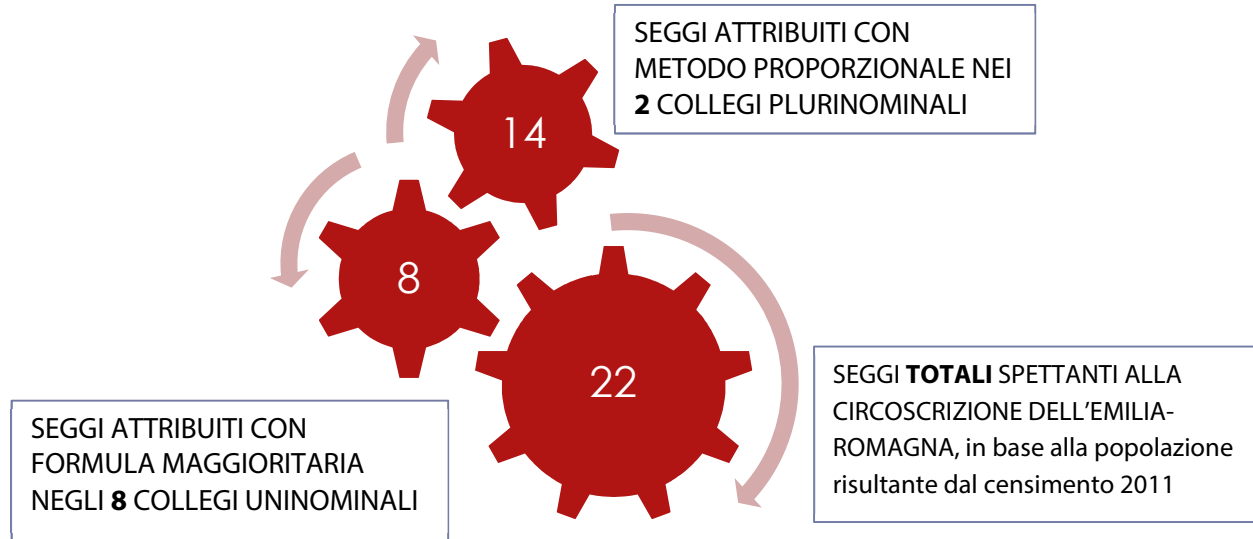 SEGGI ATTRIBUITI CON
METODO PROPORZIONALE NEI
2 COLLEGI PLURINOMINALI
14
8
22
SEGGI TOTALI SPETTANTI ALLA
CIRCOSCRIZIONE DELL’EMILIA-
ROMAGNA, in base alla popolazione
risultante dal censimento 2011
SEGGI ATTRIBUITI CON
FORMULA MAGGIORITARIA
NEGLI 8 COLLEGI UNINOMINALI